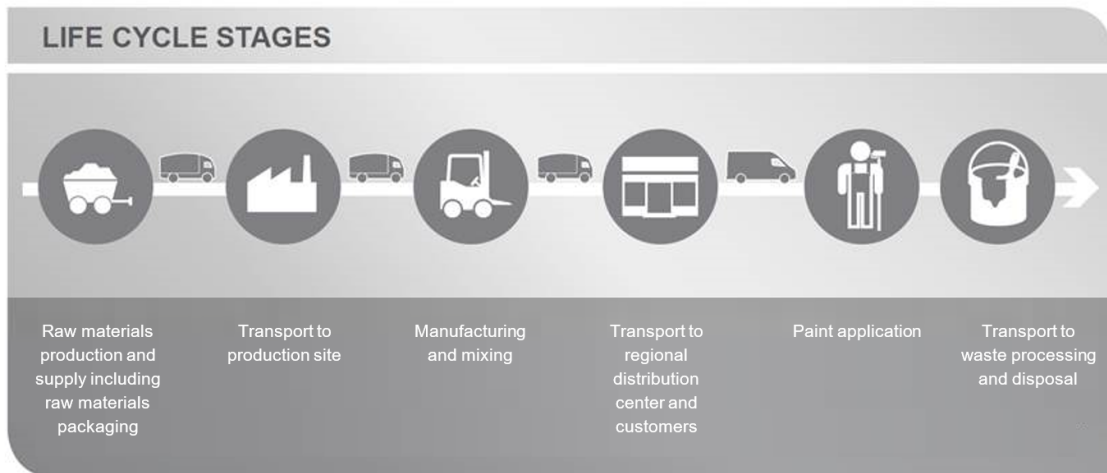 LIFE CYCLE STAGES
Raw materials
production and
supply including
raw materials
packaging
Transport to
production site
Manufacturing
and mixing
Transport to
regional
distribution
center and
customers
Paint application
Transport to
waste processing
and disposal